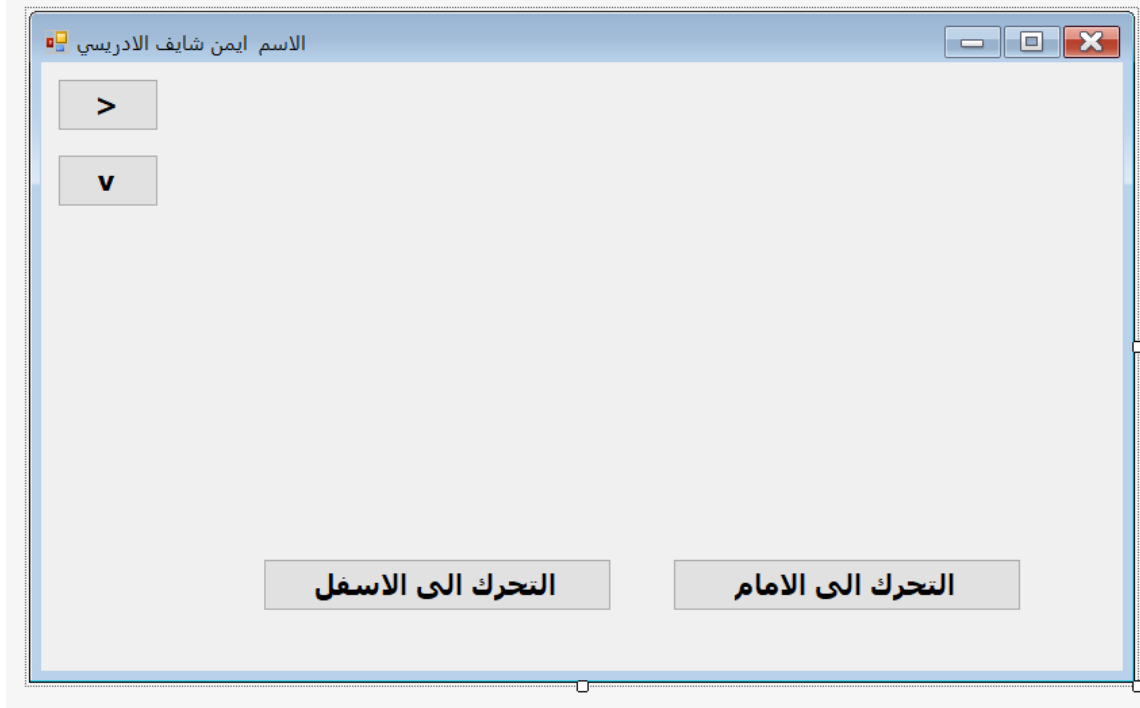 الاسم ايمن شايف الادريسي
>
v
التحرك الى الامام
التحرك الى الاسفل